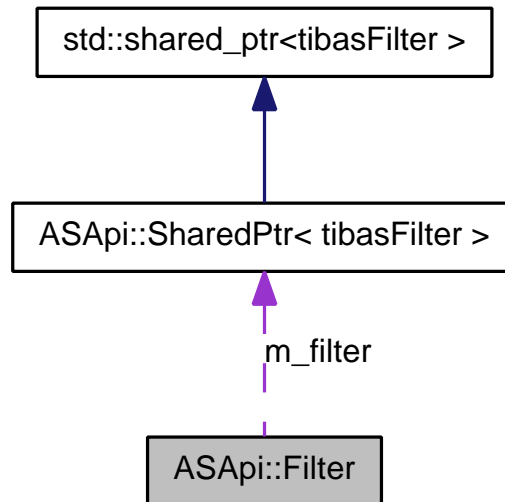 std::shared_ptr<tibasFilter >
ASApi::SharedPtr< tibasFilter >
m_filter
ASApi::Filter